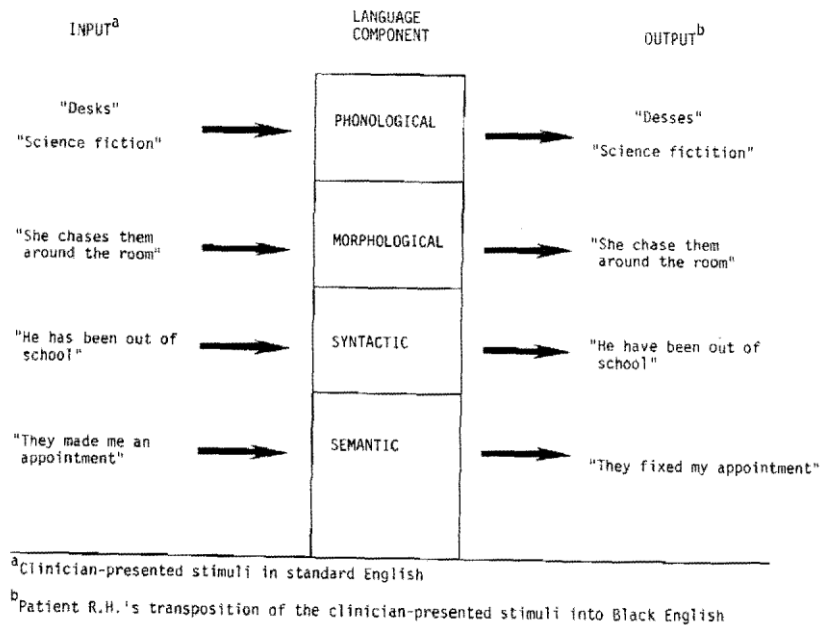 INPUTa
LANGUAGE
COMPONENT
OUTPUTb
"Desks"
"Science fiction"
PHONOLOGICAL
"Desses"
"Science fictition"
"She chases them
around the room"
MORPHOLOGICAL
"She chase them
around the room"
"He has been out of
school"
SYNTACTIC
"He have been out of
school"
"They made me an
appointment"
SEMANTIC
"They fixed my appointment"
aClinician-presented stimuli in standard English
bPatient R.H.'s transposition of the clinician-presented stimuli into Black English